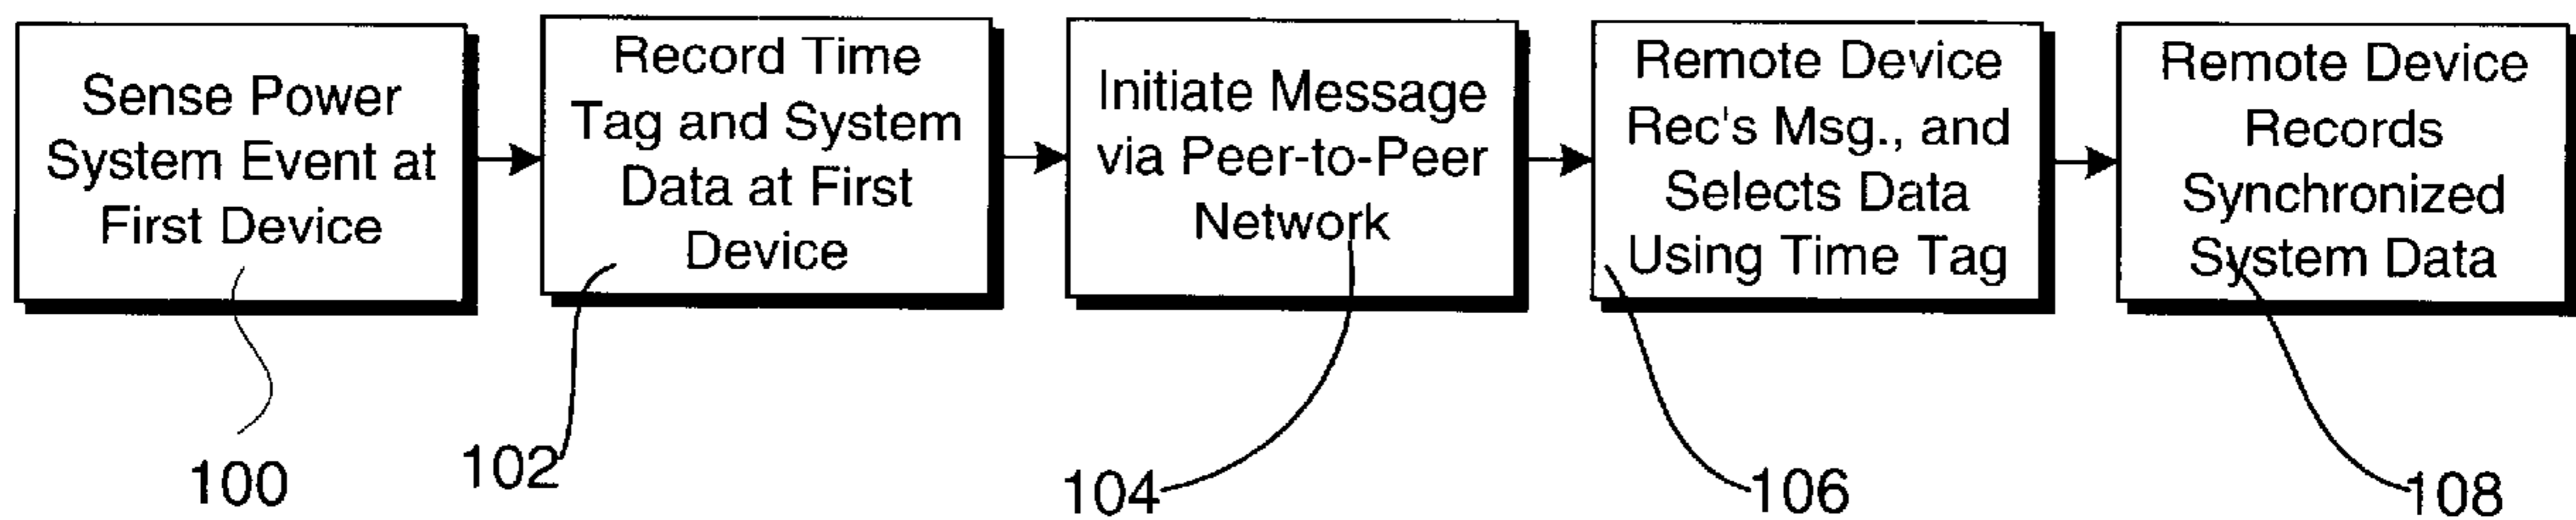 Sense Power
System Event at
First Device
Record Time
Tag and System
Data at First
Device
Initiate Message
via Peer-to-Peer
Network
Remote Device
Rec's Msg., and
Selects Data
Using Time Tag
Remote Device
Records
Synchronized
System Data
100
102
104
106
108